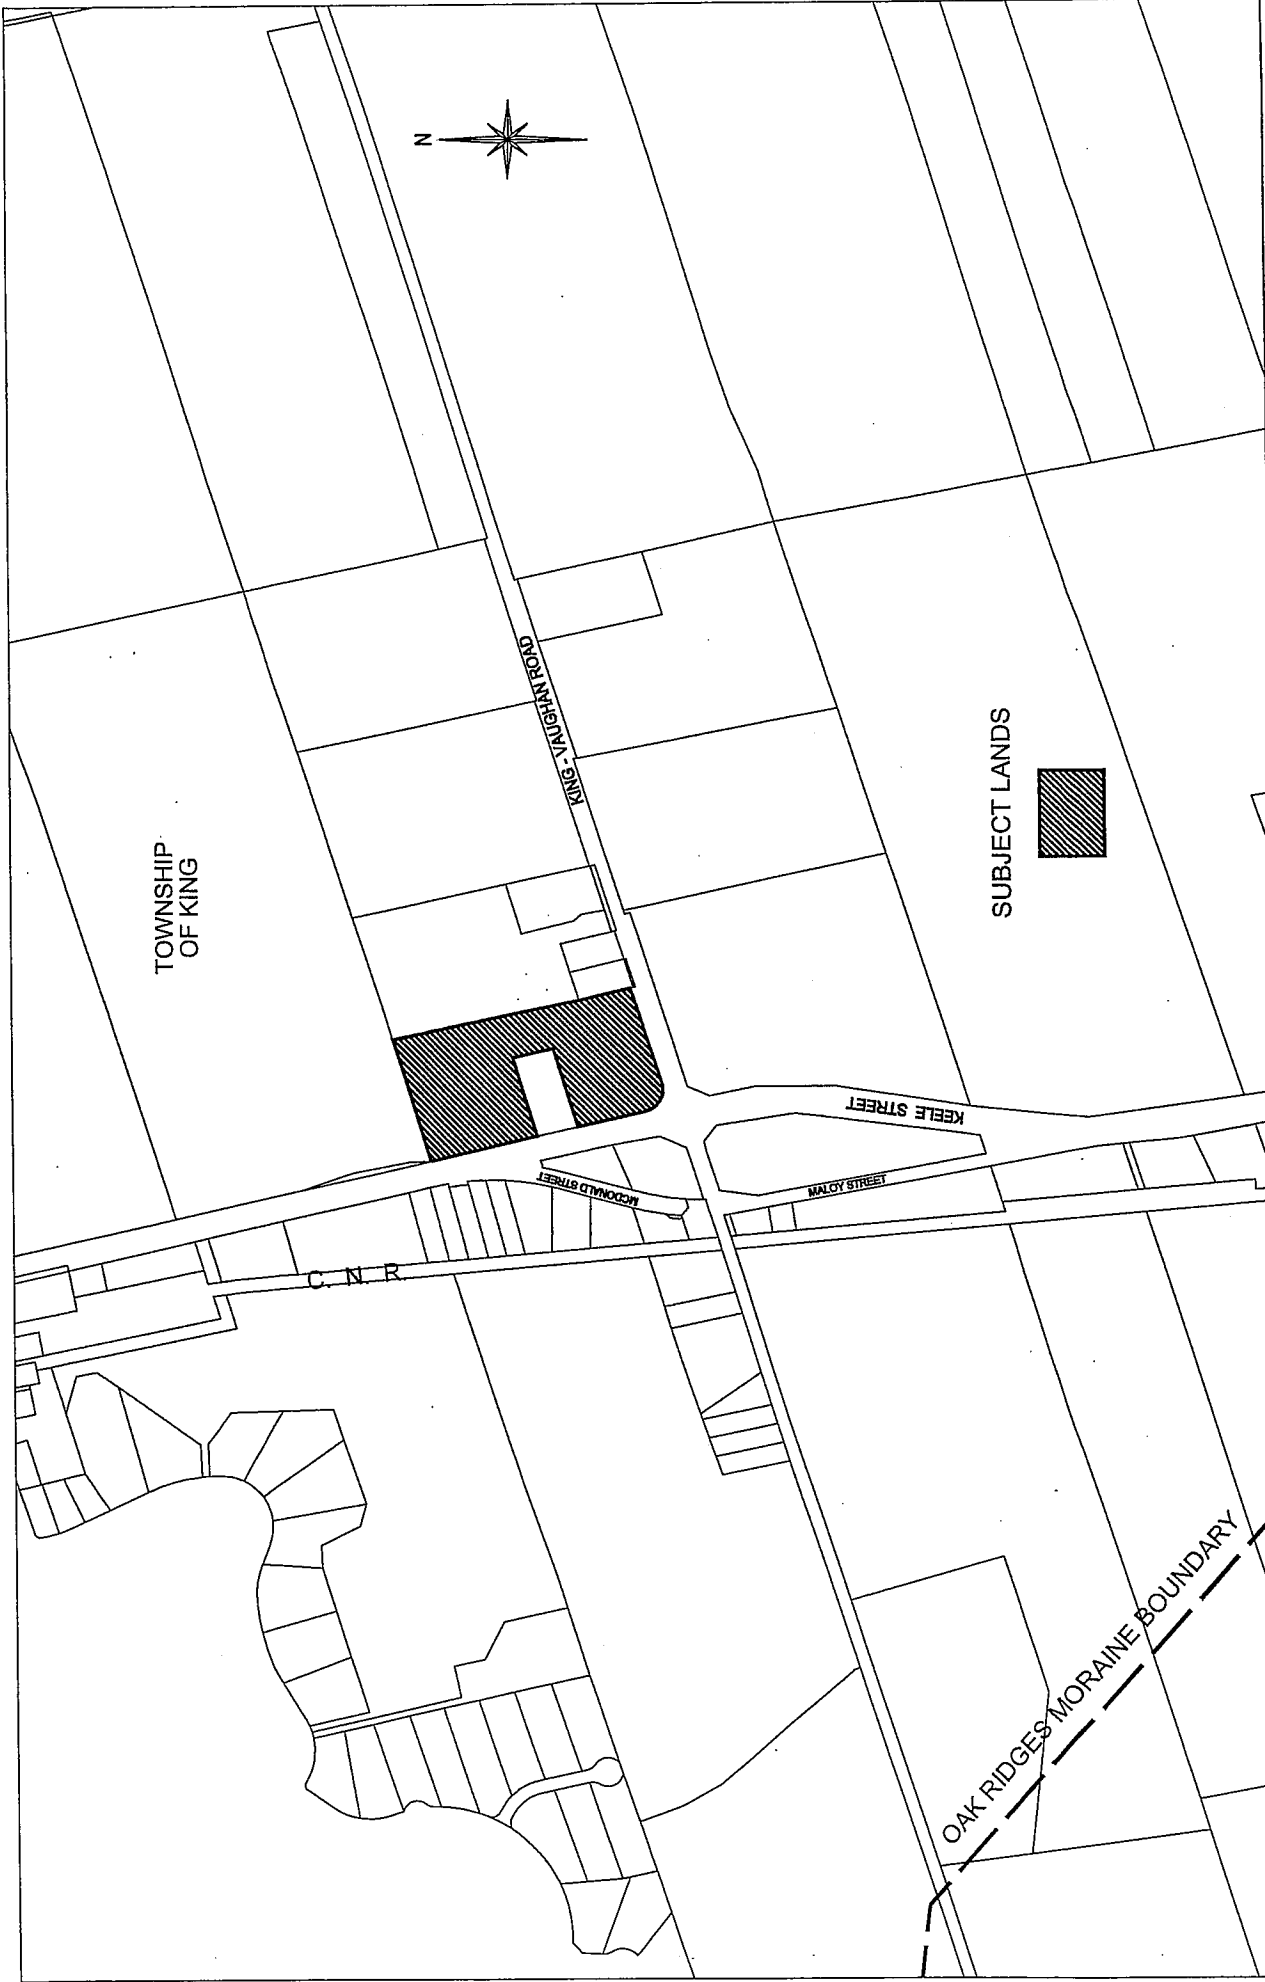 N
TOWNSHIP
OF KING
KING - VAUGHAN ROAD
SUBJECT LANDS
KEELE STREET
MCDONALD STREET
MALOY STREET
C. N. R.
OAK RIDGES MORAINE BOUNDARY